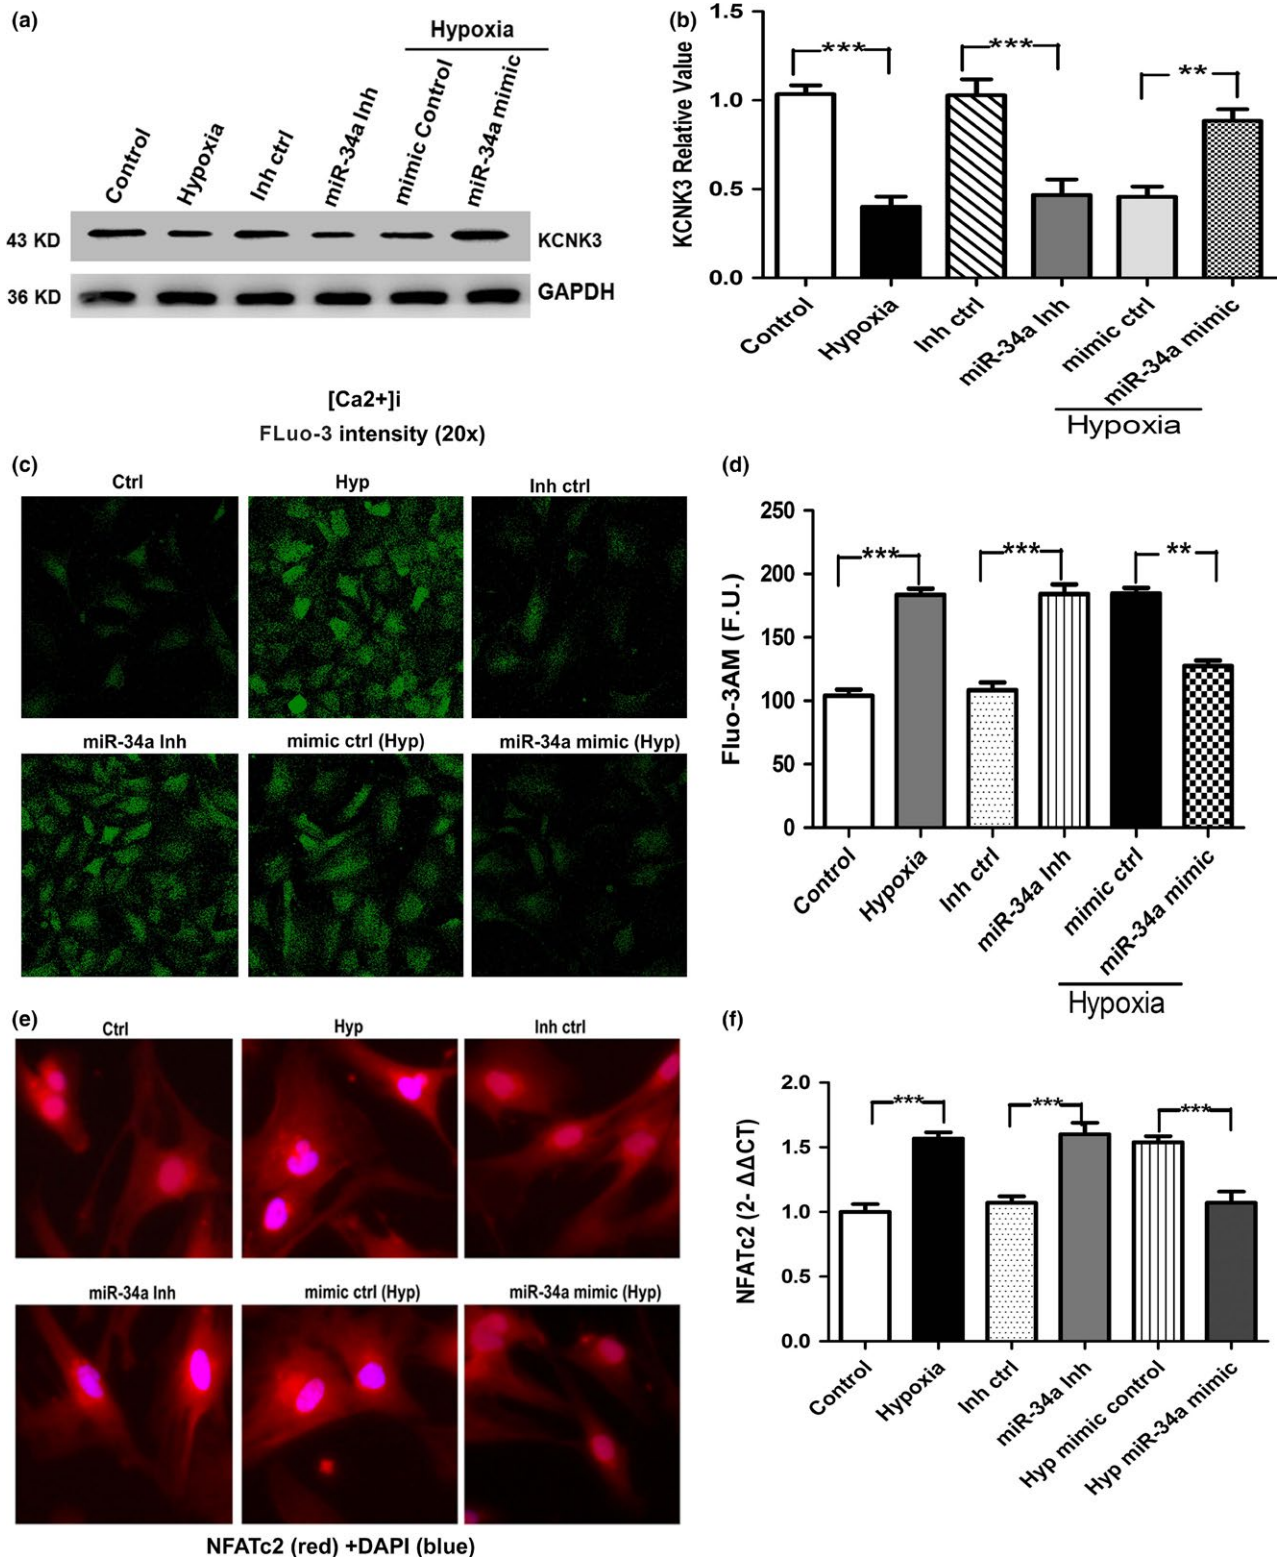 (a)
Hypoxia
Control
Hypoxia
Inh ctrl
miR-34a Inh
mimic Control
miR-34a mimic
43 KD
KCNK3
36 KD
GAPDH
(b)
KCNK3 Relative Value
1.5
1.0
0.5
0.0
***
***
**
Control
Hypoxia
Inh ctrl
miR-34a Inh
mimic ctrl
miR-34a mimic
Hypoxia
[Ca2+]i
FLuo-3 intensity (20x)
(c)
Ctrl
Hyp
Inh ctrl
miR-34a Inh
mimic ctrl (Hyp)
miR-34a mimic (Hyp)
(d)
Fluo-3AM (F.U.)
250
200
150
100
50
0
***
***
**
Control
Hypoxia
Inh ctrl
miR-34a Inh
mimic ctrl
miR-34a mimic
Hypoxia
(e)
Ctrl
Hyp
Inh ctrl
miR-34a Inh
mimic ctrl (Hyp)
miR-34a mimic (Hyp)
NFATc2 (red) +DAPI (blue)
(f)
NFATc2 (2- ΔΔCT)
2.0
1.5
1.0
0.5
0.0
***
***
***
Control
Hypoxia
Inh ctrl
miR-34a Inh
Hyp mimic control
Hyp miR-34a mimic